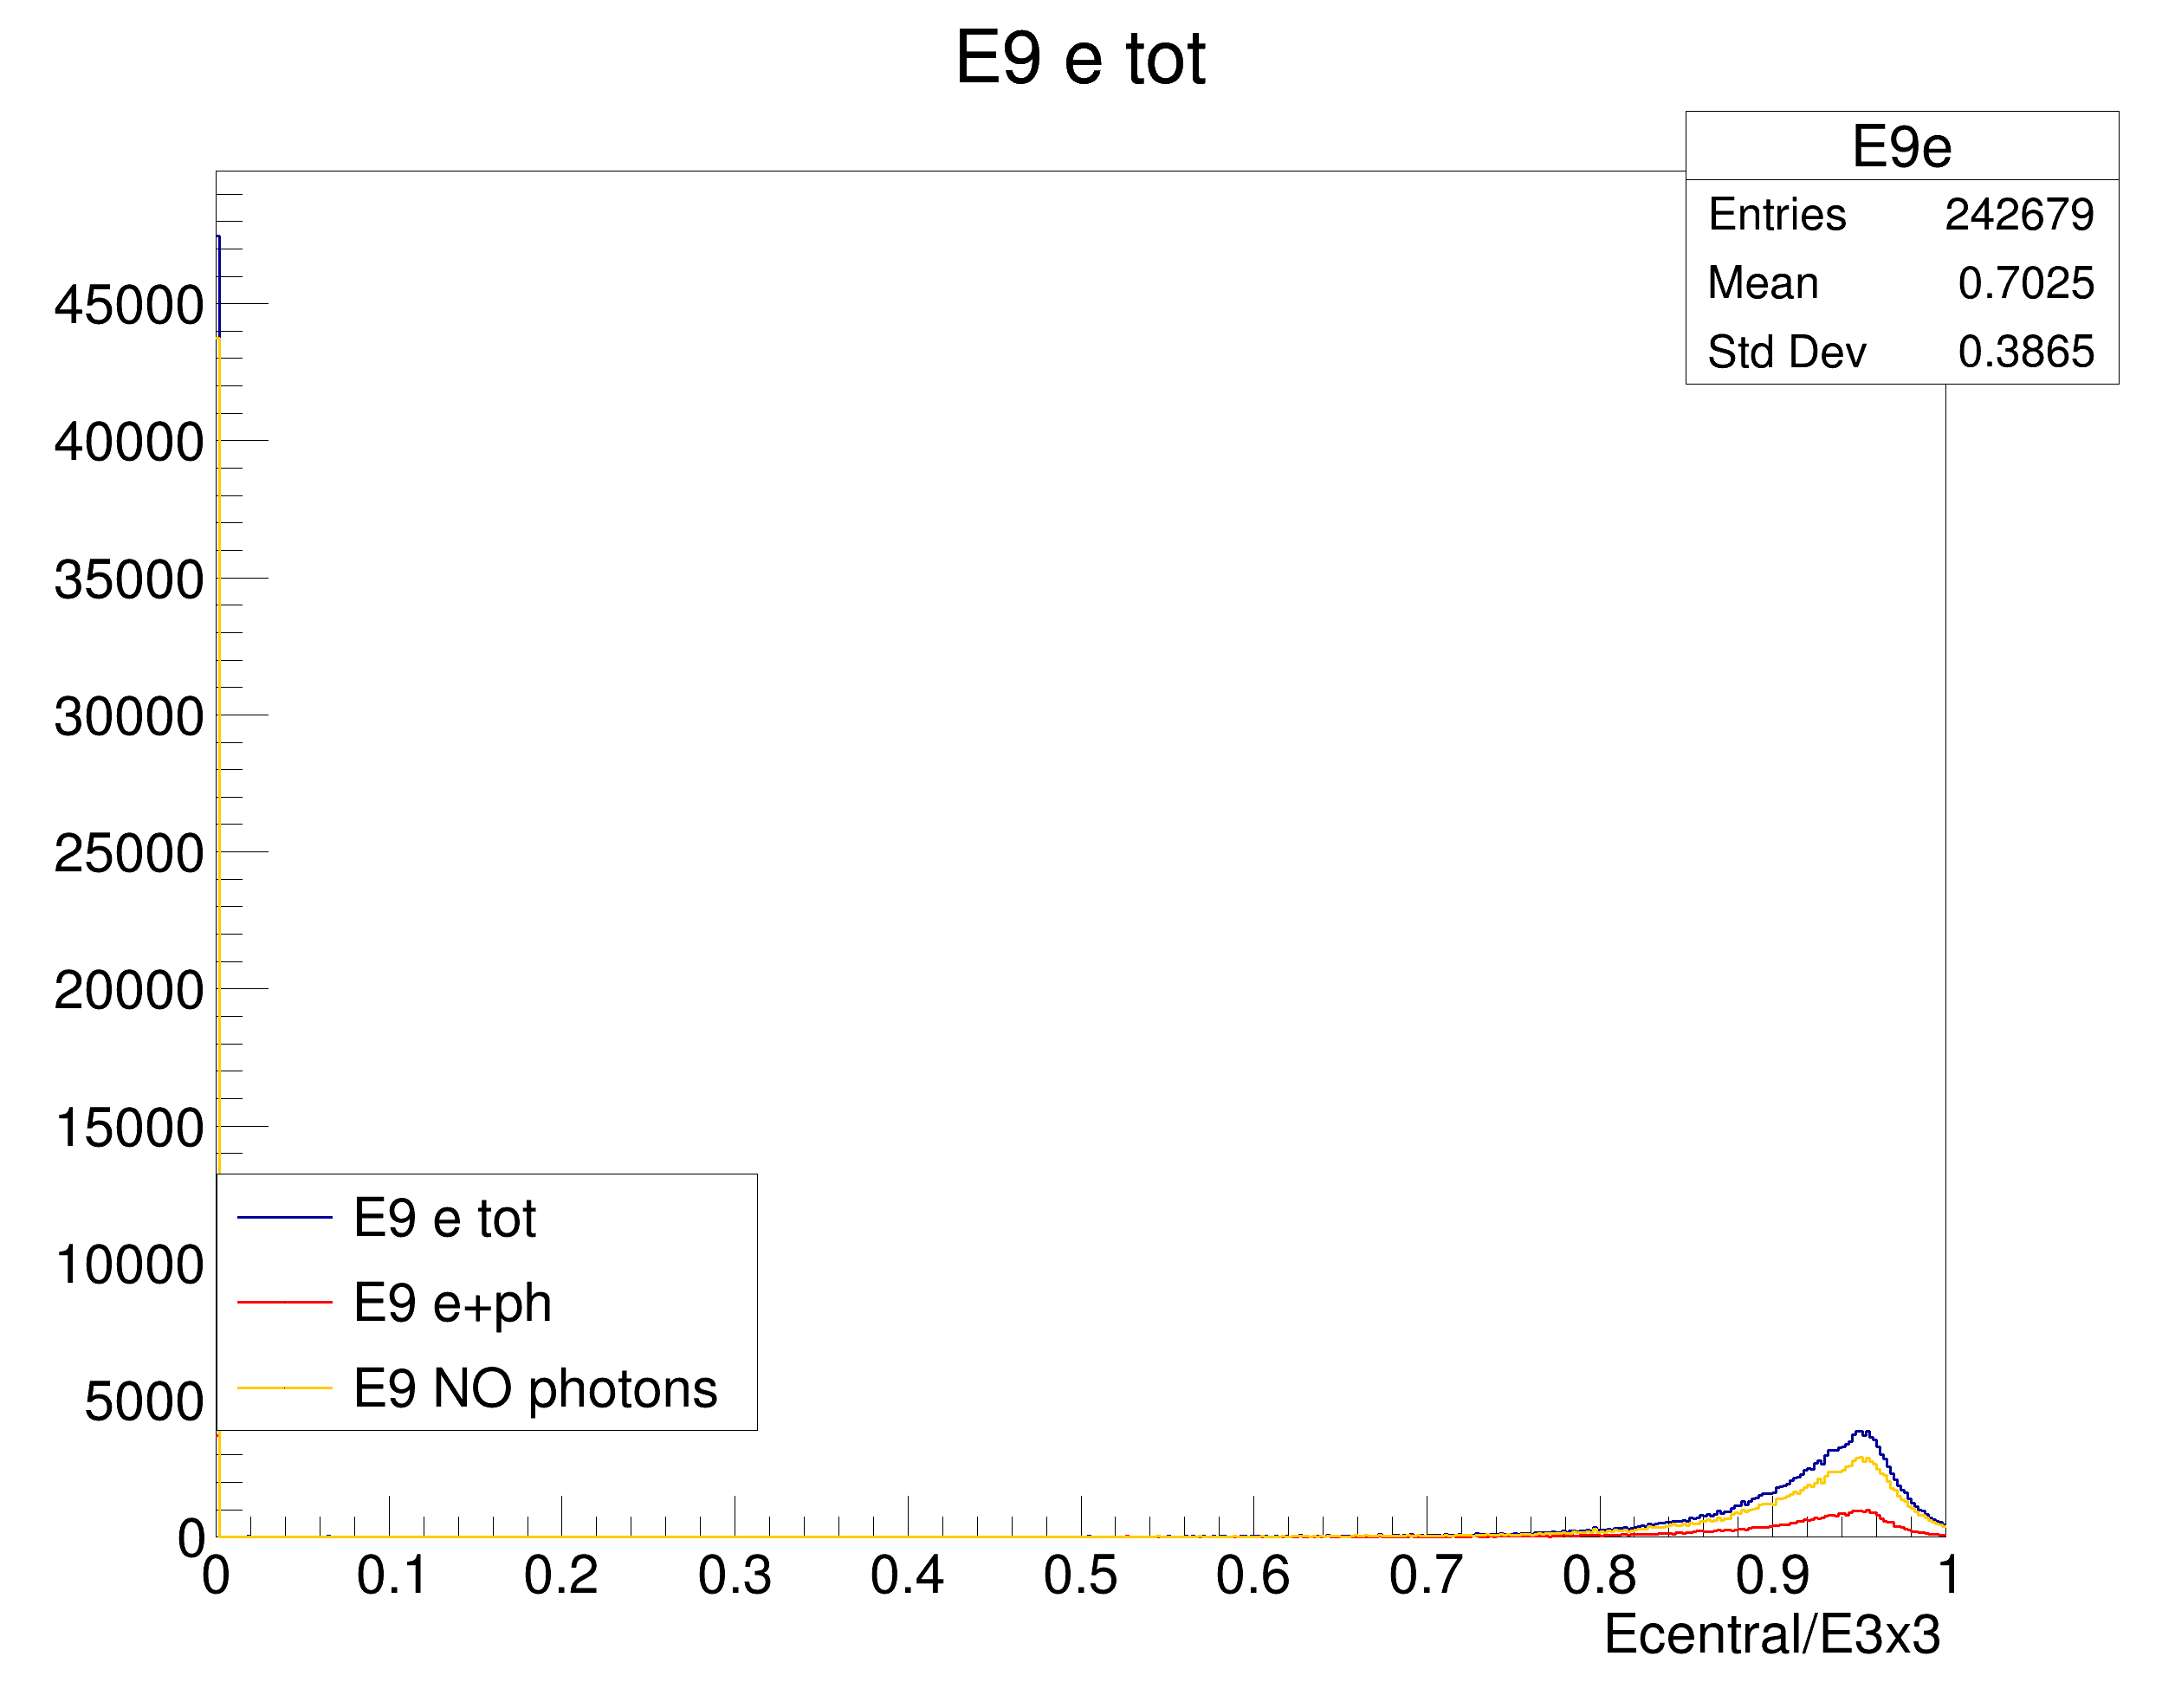 E9 e tot
E9e
Entries 242679
Mean 0.7025
Std Dev 0.3865
45000
40000
35000
30000
25000
20000
15000
10000
5000
0
E9 e tot
E9 e+ph
E9 NO photons
0 0.1 0.2 0.3 0.4 0.5 0.6 0.7 0.8 0.9 1
Ecentral/E3x3